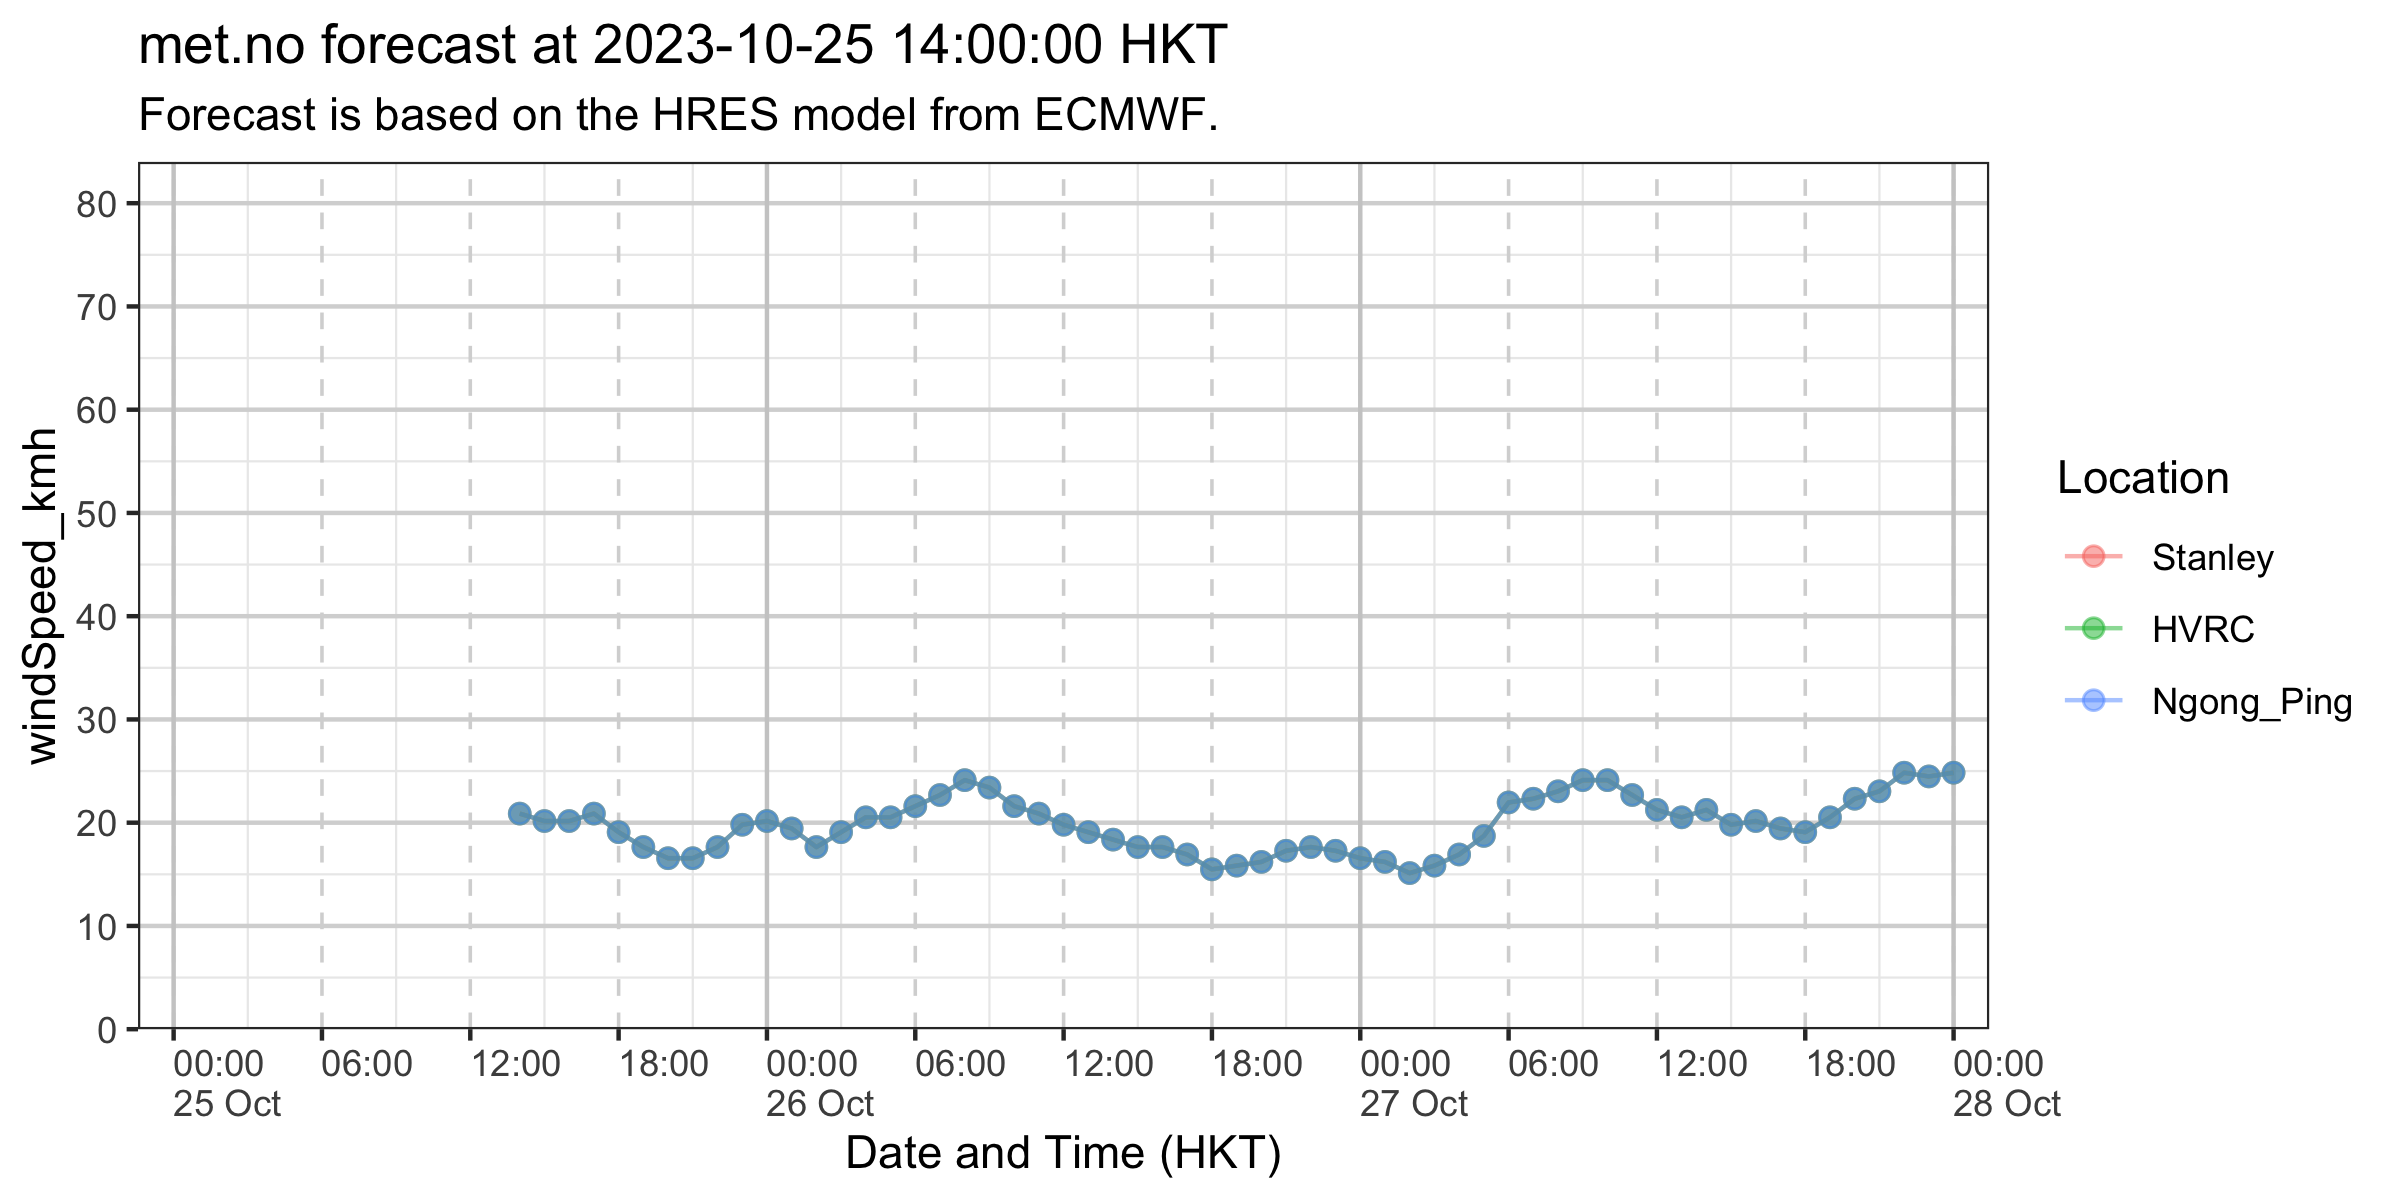 met.no forecast at 2023-10-25 14:00:00 HKT
Forecast is based on the HRES model from ECMWF.
windSpeed_kmh
80
70
60
50
40
30
20
10
0
00:00 06:00 12:00 18:00 00:00 06:00 12:00 18:00 00:00 06:00 12:00 18:00 00:00
25 Oct 26 Oct 27 Oct 28 Oct
Date and Time (HKT)
Location
Stanley
HVRC
Ngong_Ping